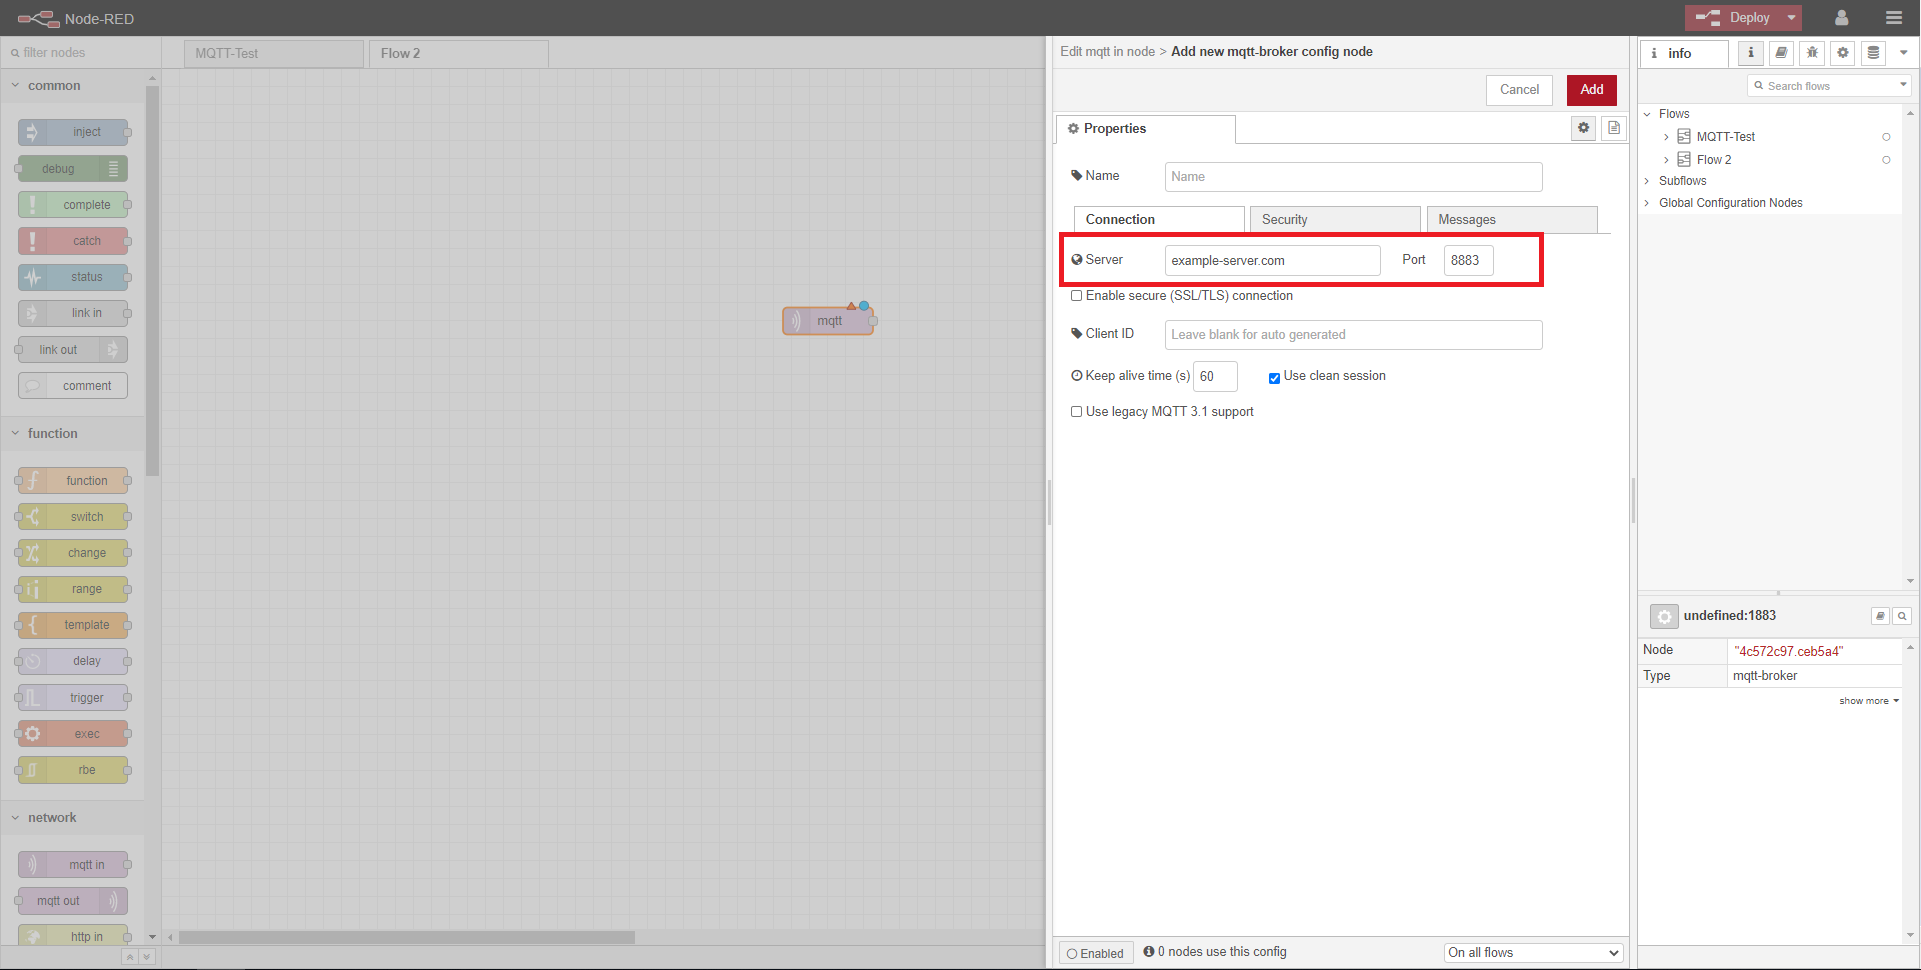 Node-RED
Deploy
filter nodes
MQTT-Test
Flow 2
Edit mqtt in node > Add new mqtt-broker config node
info
common
Cancel
Add
Search flows
inject
debug
complete
catch
status
link in
link out
comment
function
function
switch
change
range
template
delay
trigger
exec
rbe
network
mqtt in
mqtt out
http in
mqtt
Properties
Name
Name
Connection
Security
Messages
Server
example-server.com
Port
8883
Enable secure (SSL/TLS) connection
Client ID
Leave blank for auto generated
Keep alive time (s)
60
Use clean session
Use legacy MQTT 3.1 support
Enabled
0 nodes use this config
On all flows
Flows
MQTT-Test
Flow 2
Subflows
Global Configuration Nodes
undefined:1883
Node
"4c572c97.ceb5a4"
Type
mqtt-broker
show more